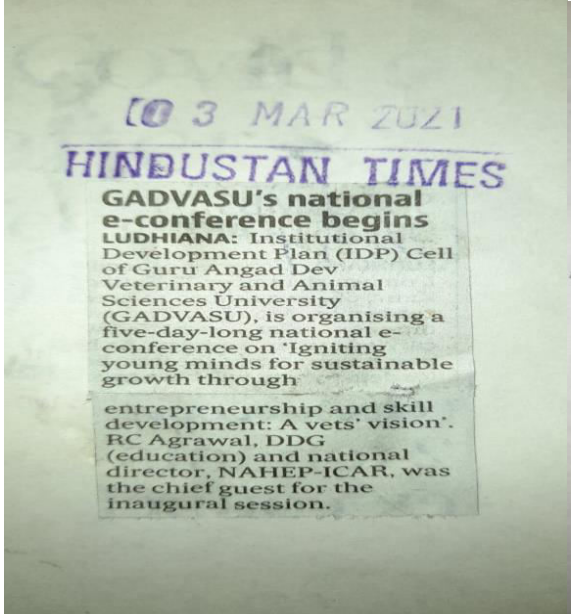 03 MAR 2021
HINDUSTAN TIMES
GADVASU's national
e-conference begins
LUDHIANA: Institutional
Development Plan (IDP) Cell
of Guru Angad Dev
Veterinary and Animal
Sciences University
(GADVASU), is organising a
five-day-long national e-
conference on 'Igniting
young minds for sustainable
growth through
entrepreneurship and skill
development: A vets' vision'.
RC Agrawal, DDG
(education) and national
director, NAHEP-ICAR, was
the chief guest for the
inaugural session.